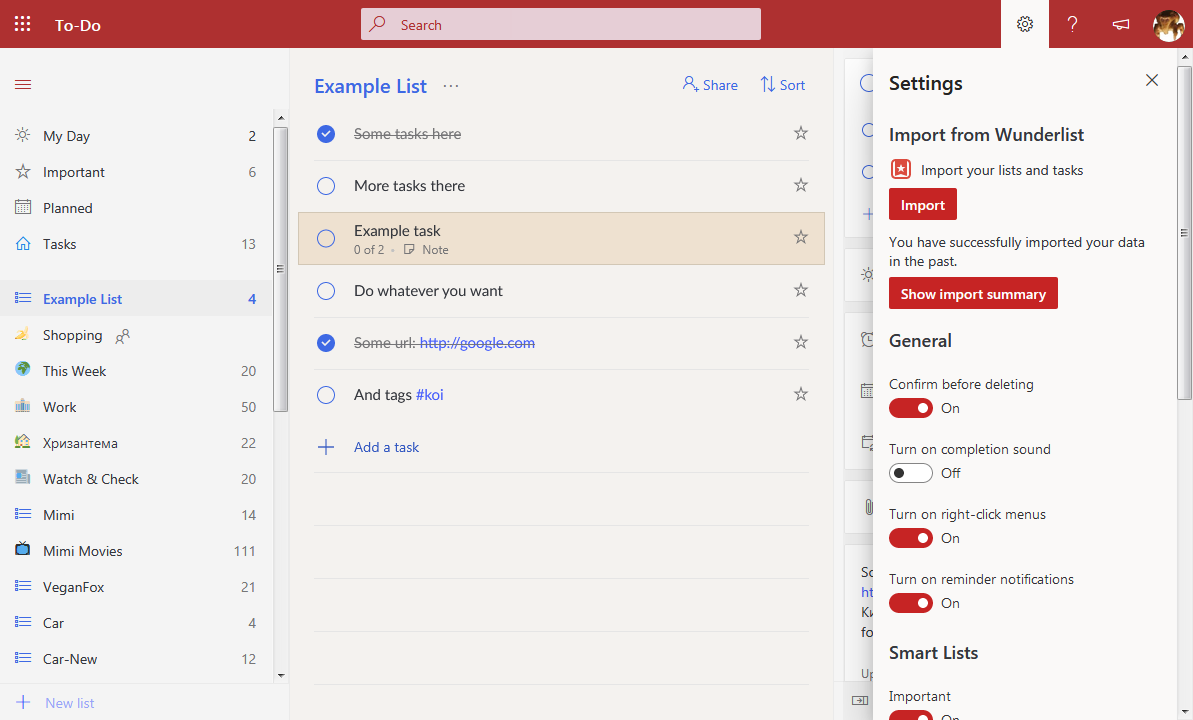 To-Do
Search
My Day 2
Important 6
Planned
Tasks 13
Example List 4
Shopping
This Week 20
Work 50
Хризантема 22
Watch & Check 20
Mimi 14
Mimi Movies 111
VeganFox 21
Car 4
Car-New 12
New list
Example List
Share
Sort
Some tasks here
More tasks there
Example task
0 of 2 • Note
Do whatever you want
Some url: http://google.com
And tags #koi
Add a task
Settings
Import from Wunderlist
Import your lists and tasks
Import
You have successfully imported your data
in the past.
Show import summary
General
Confirm before deleting
On
Turn on completion sound
Off
Turn on right-click menus
On
Turn on reminder notifications
On
Smart Lists
Important
On